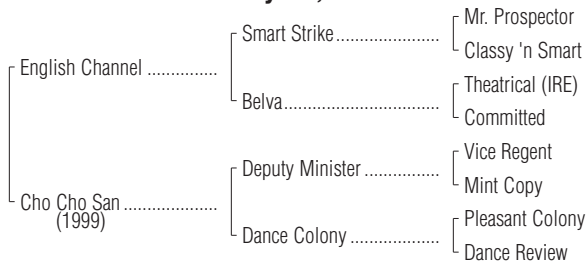 Mr. Prospector
Smart Strike
Classy 'n Smart
English Channel
Theatrical (IRE)
Belva
Committed
Vice Regent
Deputy Minister
Mint Copy
Cho Cho San
(1999)
Pleasant Colony
Dance Colony
Dance Review